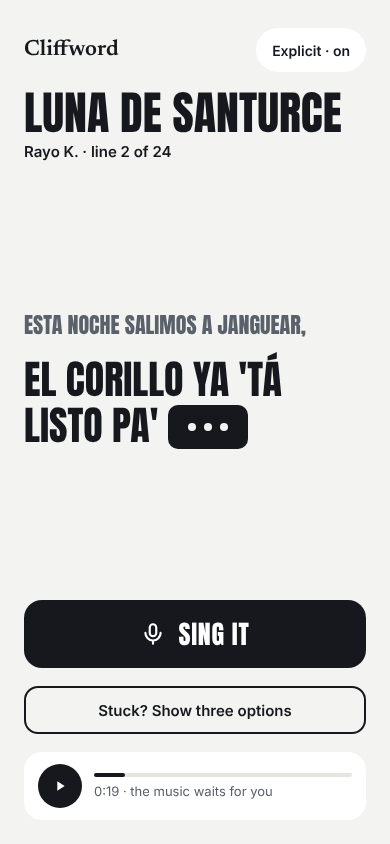 Cliffword
Explicit · on
LUNA DE SANTURCE
Rayo K. · line 2 of 24
ESTA NOCHE SALIMOS A JANGUEAR,
EL CORILLO YA 'TÁ
LISTO PA' •••
SING IT
Stuck? Show three options
0:19 · the music waits for you